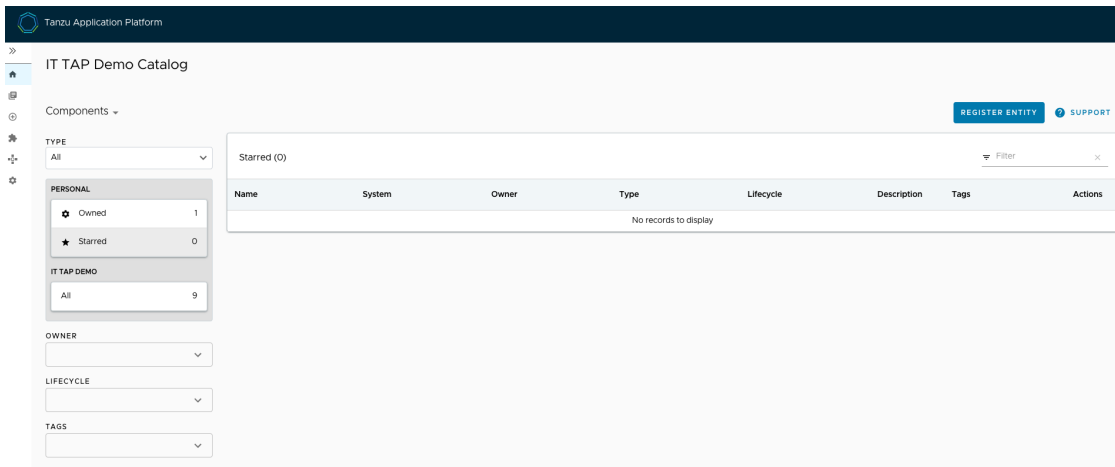 Tanzu Application Platform
IT TAP Demo Catalog
Components
REGISTER ENTITY
SUPPORT
TYPE
All
PERSONAL
Owned 1
Starred 0
IT TAP DEMO
All 9
OWNER
LIFECYCLE
TAGS
Starred (0)
Filter
Name System Owner Type Lifecycle Description Tags Actions
No records to display